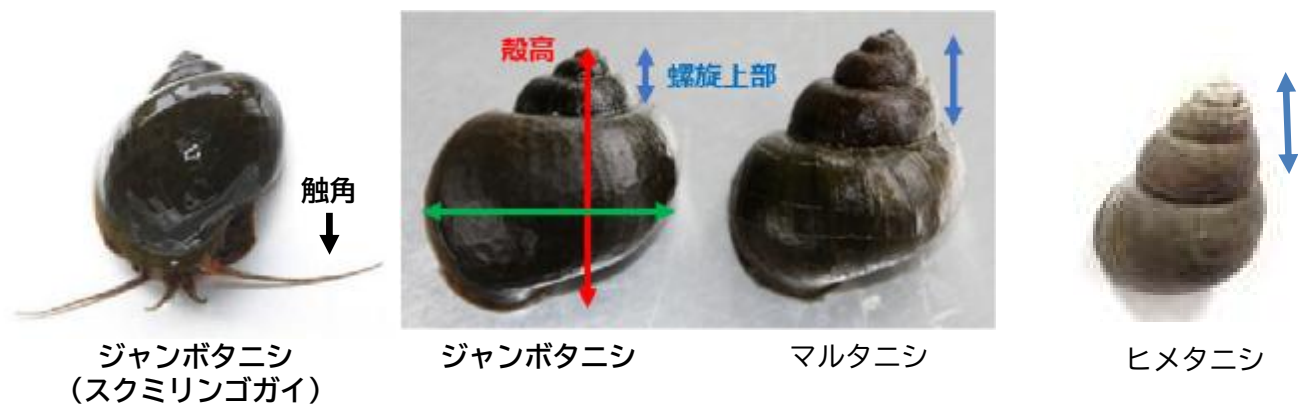 殻高
螺旋上部
触角
ジャンボタニシ
(スクミリンゴガイ)
ジャンボタニシ
マルタニシ
ヒメタニシ